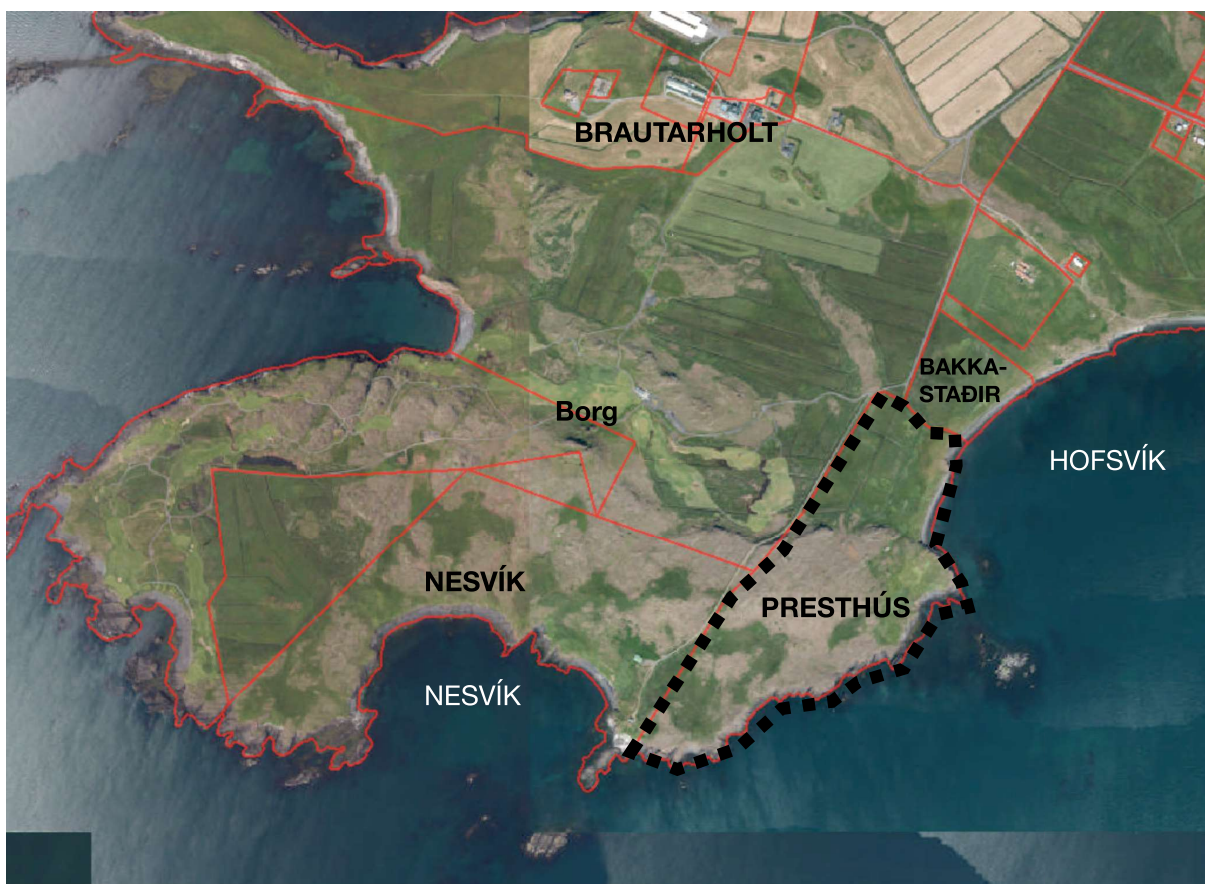 BRAUTARHOLT
BAKKA-
STAÐIR
Borg
HOFSVÍK
NESVÍK
PRESTHÚS
NESVÍK